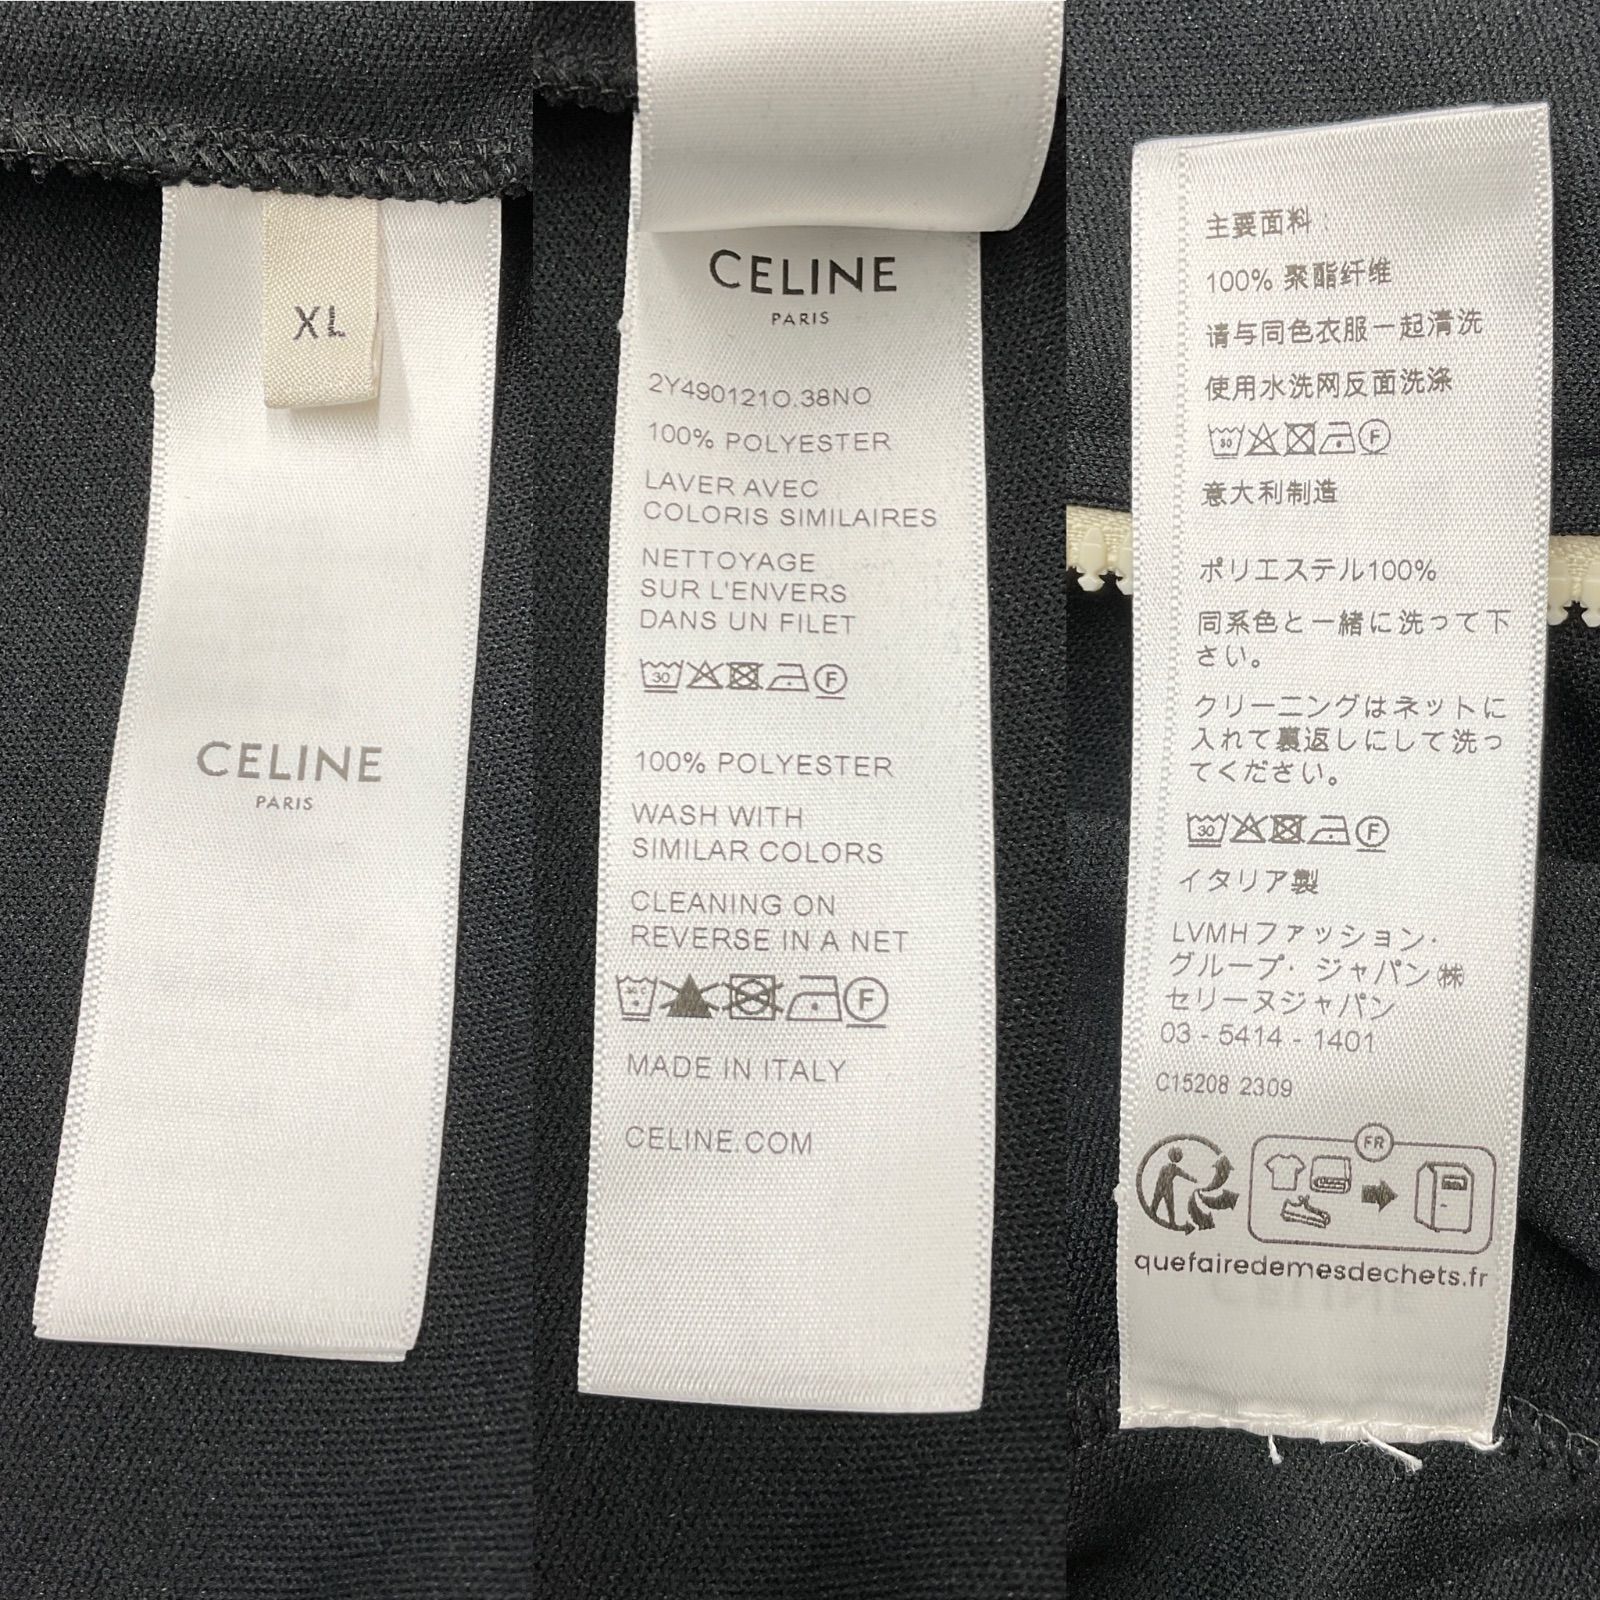 XL
CELINE
PARIS
CELINE
PARIS
2Y490121O.38NO
100% POLYESTER
LAVER AVEC
COLORIS SIMILAIRES
NETTOYAGE
SUR L'ENVERS
DANS UN FILET
30
F
100% POLYESTER
WASH WITH
SIMILAR COLORS
CLEANING ON
REVERSE IN A NET
F
MADE IN ITALY
CELINE.COM
主要面料：
100% 聚酯纤维
请与同色衣服一起清洗
使用水洗网反面洗涤
30
F
意大利制造
ポリエステル100%
同系色と一緒に洗って下
さい。
クリーニングはネットに
入れて裏返しにして洗っ
てください。
30
F
イタリア製
LVMHファッション・
グループ・ジャパン㈱
セリーヌジャパン
03 - 5414 - 1401
C15208 2309
FR
quefairedemesdechets.fr